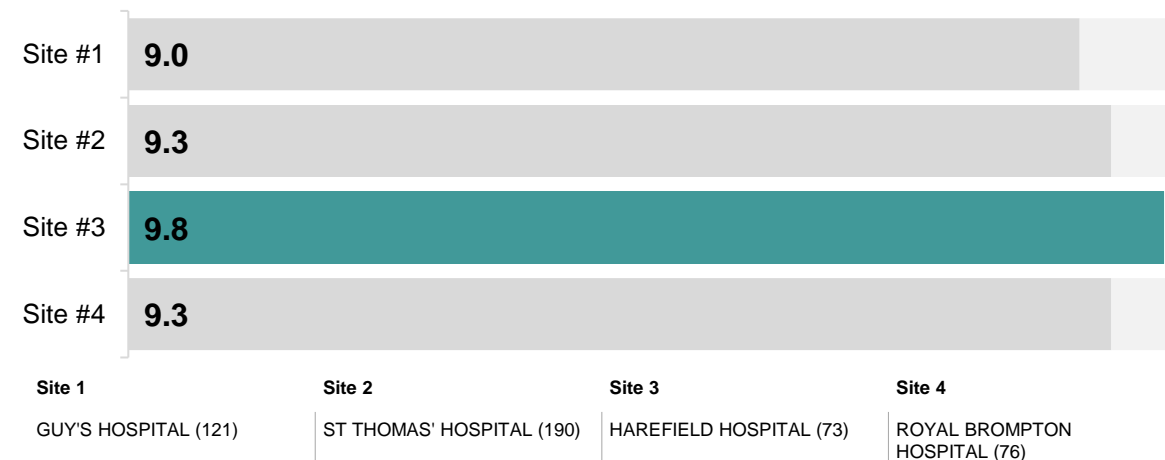 Site #1 9.0
Site #2 9.3
Site #3 9.8
Site #4 9.3
Site 1 Site 2 Site 3 Site 4
GUY'S HOSPITAL (121) ST THOMAS' HOSPITAL (190) HAREFIELD HOSPITAL (73) ROYAL BROMPTON
HOSPITAL (76)